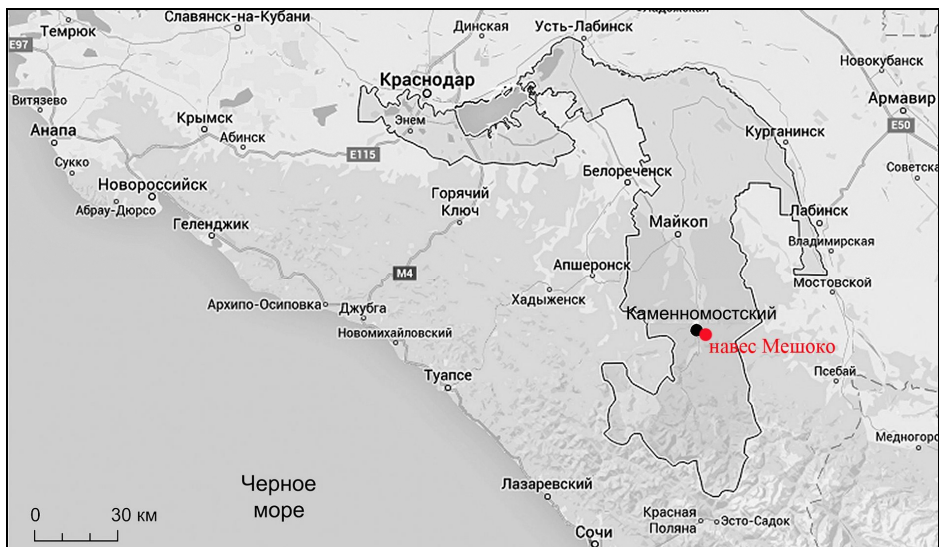 Славянск-на-Кубани
Темрюк
Динская
Усть-Лабинск
E97
Новокубанск
Краснодар
Витязево
Армавир
Крымск
Энем
Анапа
Абинск
Курганинск
E50
E115
Сукко
Белореченск
Советска
Новороссийск
Горячий
Ключ
Абрау-Дюрсо
Геленджик
Майкоп
Лабинск
Владимирская
M4
Апшеронск
Мостовской
Архипо-Осиповка
Джубга
Хадыженск
Каменномостский
Новомихайловский
навес Мешоко
Туапсе
Псебай
Медногоро
Черное
море
Лазаревский
0 30 км
Красная
Поляна
Эсто-Садок
Сочи